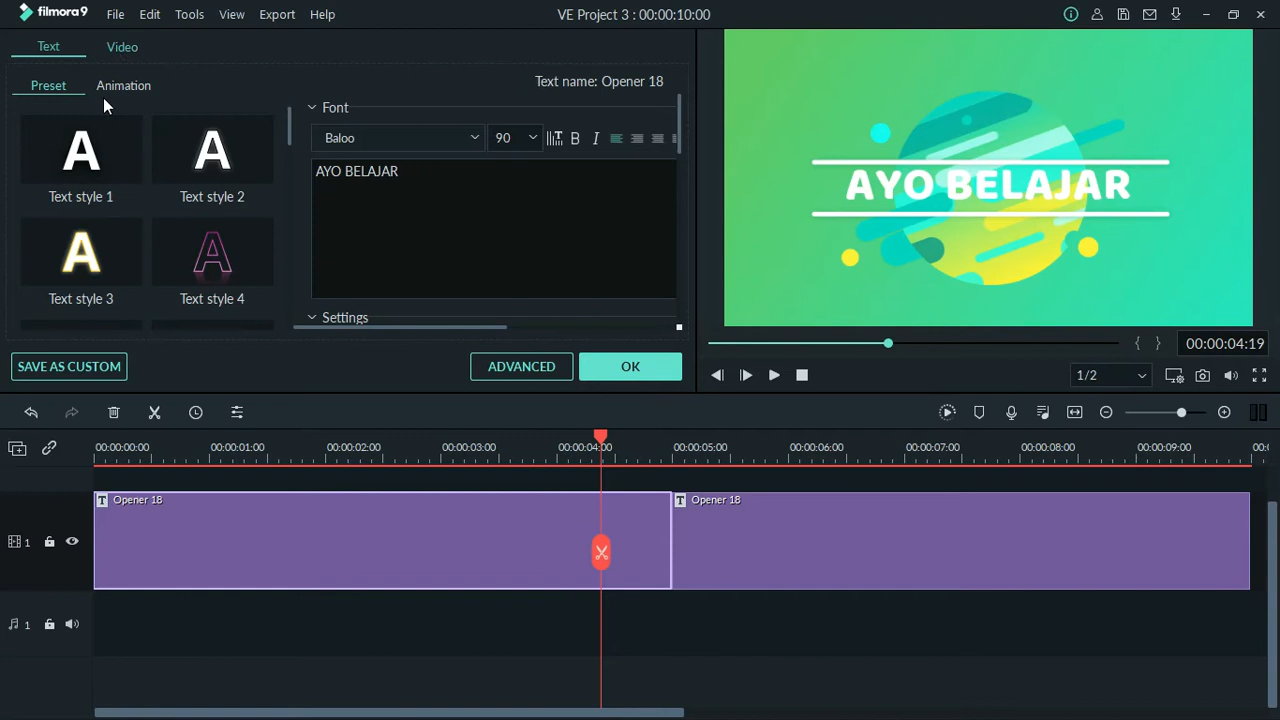 filmora9 File Edit Tools View Export Help VE Project 3 : 00:00:10:00
Text Video
Preset Animation Text name: Opener 18
Font
Baloo 90 B I
AYO BELAJAR
A Text style 1
A Text style 2
A Text style 3
A Text style 4
Settings
SAVE AS CUSTOM ADVANCED OK
AYO BELAJAR
{ } 00:00:04:19
1/2
00:00:00:00 00:00:01:00 00:00:02:00 00:00:03:00 00:00:04:00 00:00:05:00 00:00:06:00 00:00:07:00 00:00:08:00 00:00:09:00
T Opener 18 T Opener 18
1
1